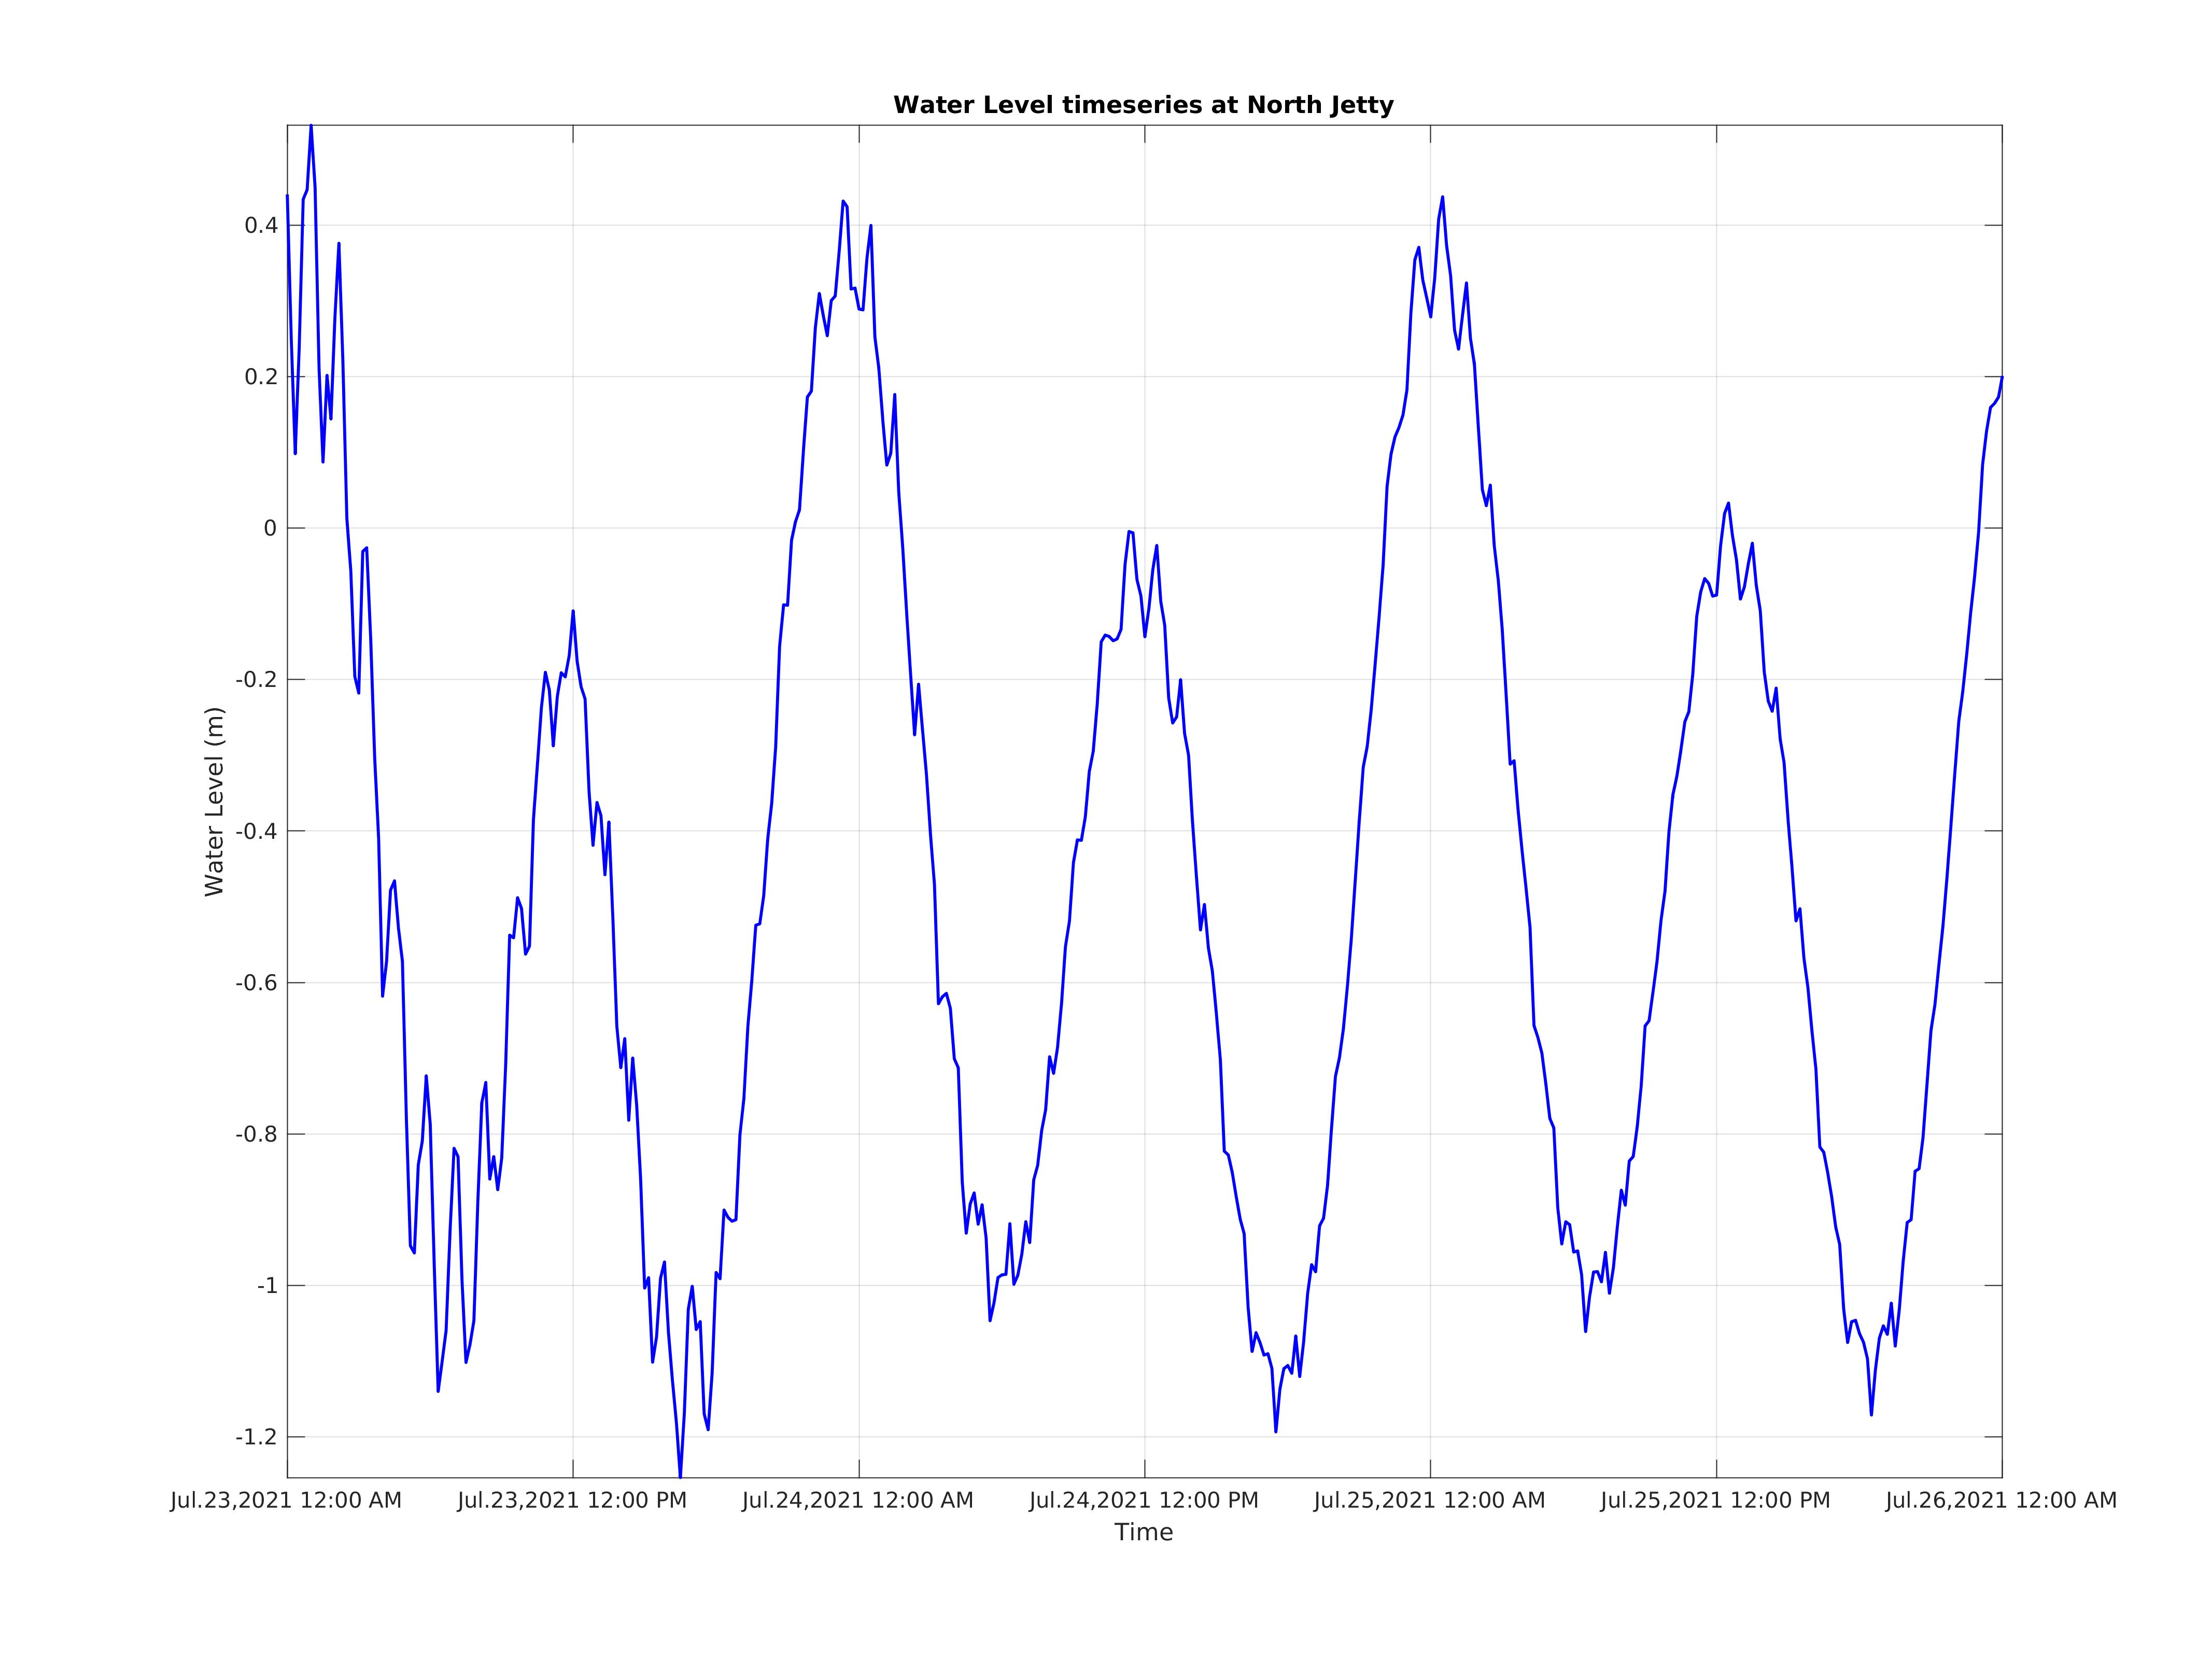 Water Level timeseries at North Jetty
0.4
0.2
0
-0.2
-0.4
-0.6
-0.8
-1
-1.2
Water Level (m)
Jul.23,2021 12:00 AM
Jul.23,2021 12:00 PM
Jul.24,2021 12:00 AM
Jul.24,2021 12:00 PM
Jul.25,2021 12:00 AM
Jul.25,2021 12:00 PM
Jul.26,2021 12:00 AM
Time